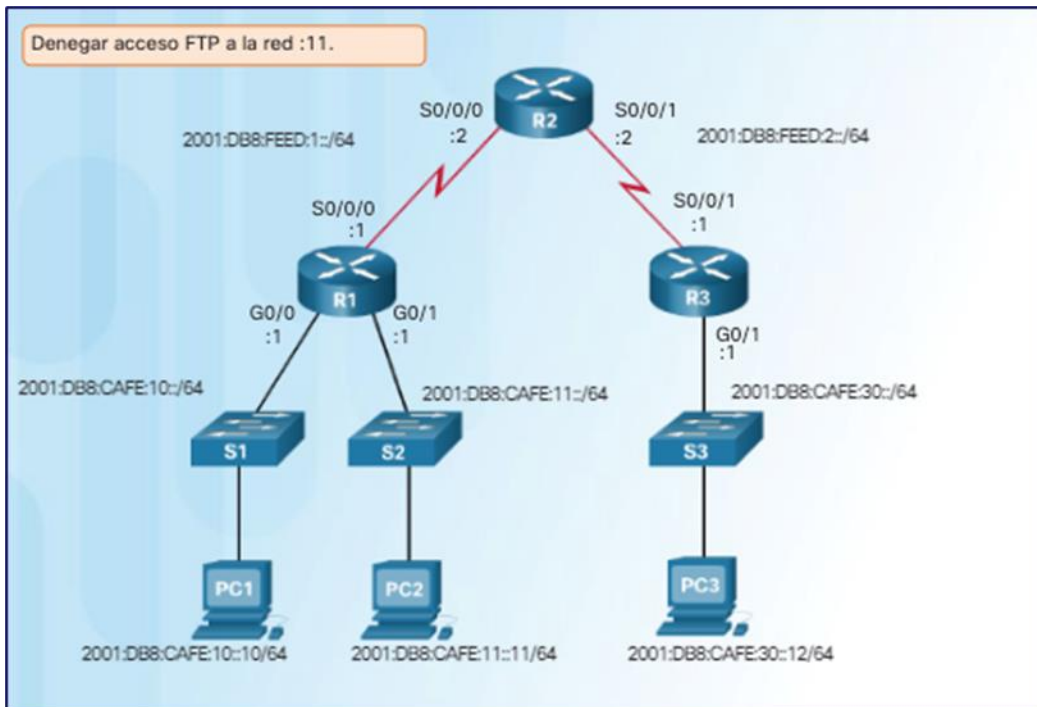 Denegar acceso FTP a la red :11.
S0/0/0
:2
R2
S0/0/1
:2
2001:DB8:FEED:1::/64
2001:DB8:FEED:2::/64
S0/0/0
:1
S0/0/1
:1
R1
R3
G0/0
:1
G0/1
:1
G0/1
:1
2001:DB8:CAFE:10::/64
2001:DB8:CAFE:11::/64
2001:DB8:CAFE:30::/64
S1
S2
S3
PC1
PC2
PC3
2001:DB8:CAFE:10::10/64
2001:DB8:CAFE:11::11/64
2001:DB8:CAFE:30::12/64